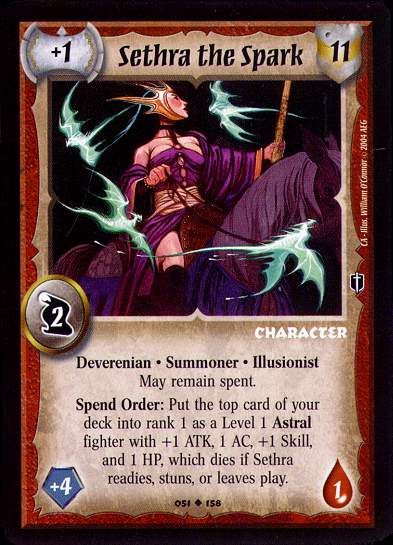 +1
Sethra the Spark
11
CA · Illus. William O'Connor © 2004 AEG
2
CHARACTER
Deverenian • Summoner • Illusionist
May remain spent.
Spend Order: Put the top card of your
deck into rank 1 as a Level 1 Astral
fighter with +1 ATK, 1 AC, +1 Skill,
and 1 HP, which dies if Sethra
readies, stuns, or leaves play.
+4
051 ◆ 158
1